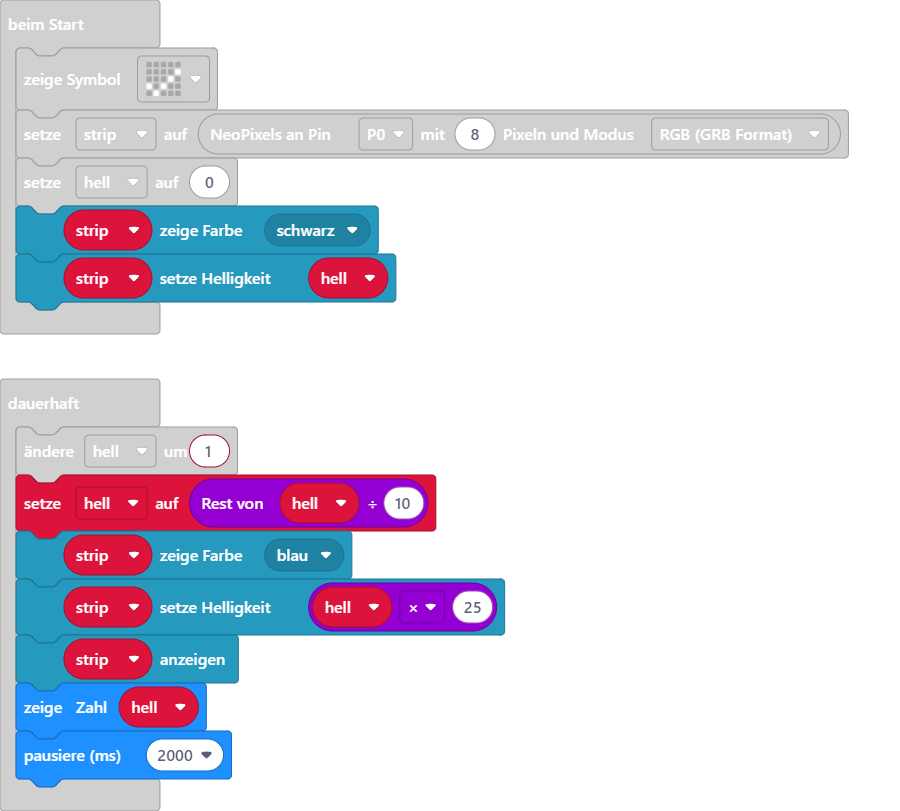 beim Start
zeige Symbol
setze strip auf NeoPixels an Pin P0 mit 8 Pixeln und Modus RGB (GRB Format)
setze hell auf 0
strip zeige Farbe schwarz
strip setze Helligkeit hell
dauerhaft
ändere hell um 1
setze hell auf Rest von hell ÷ 10
strip zeige Farbe blau
strip setze Helligkeit hell × 25
strip anzeigen
zeige Zahl hell
pausiere (ms) 2000